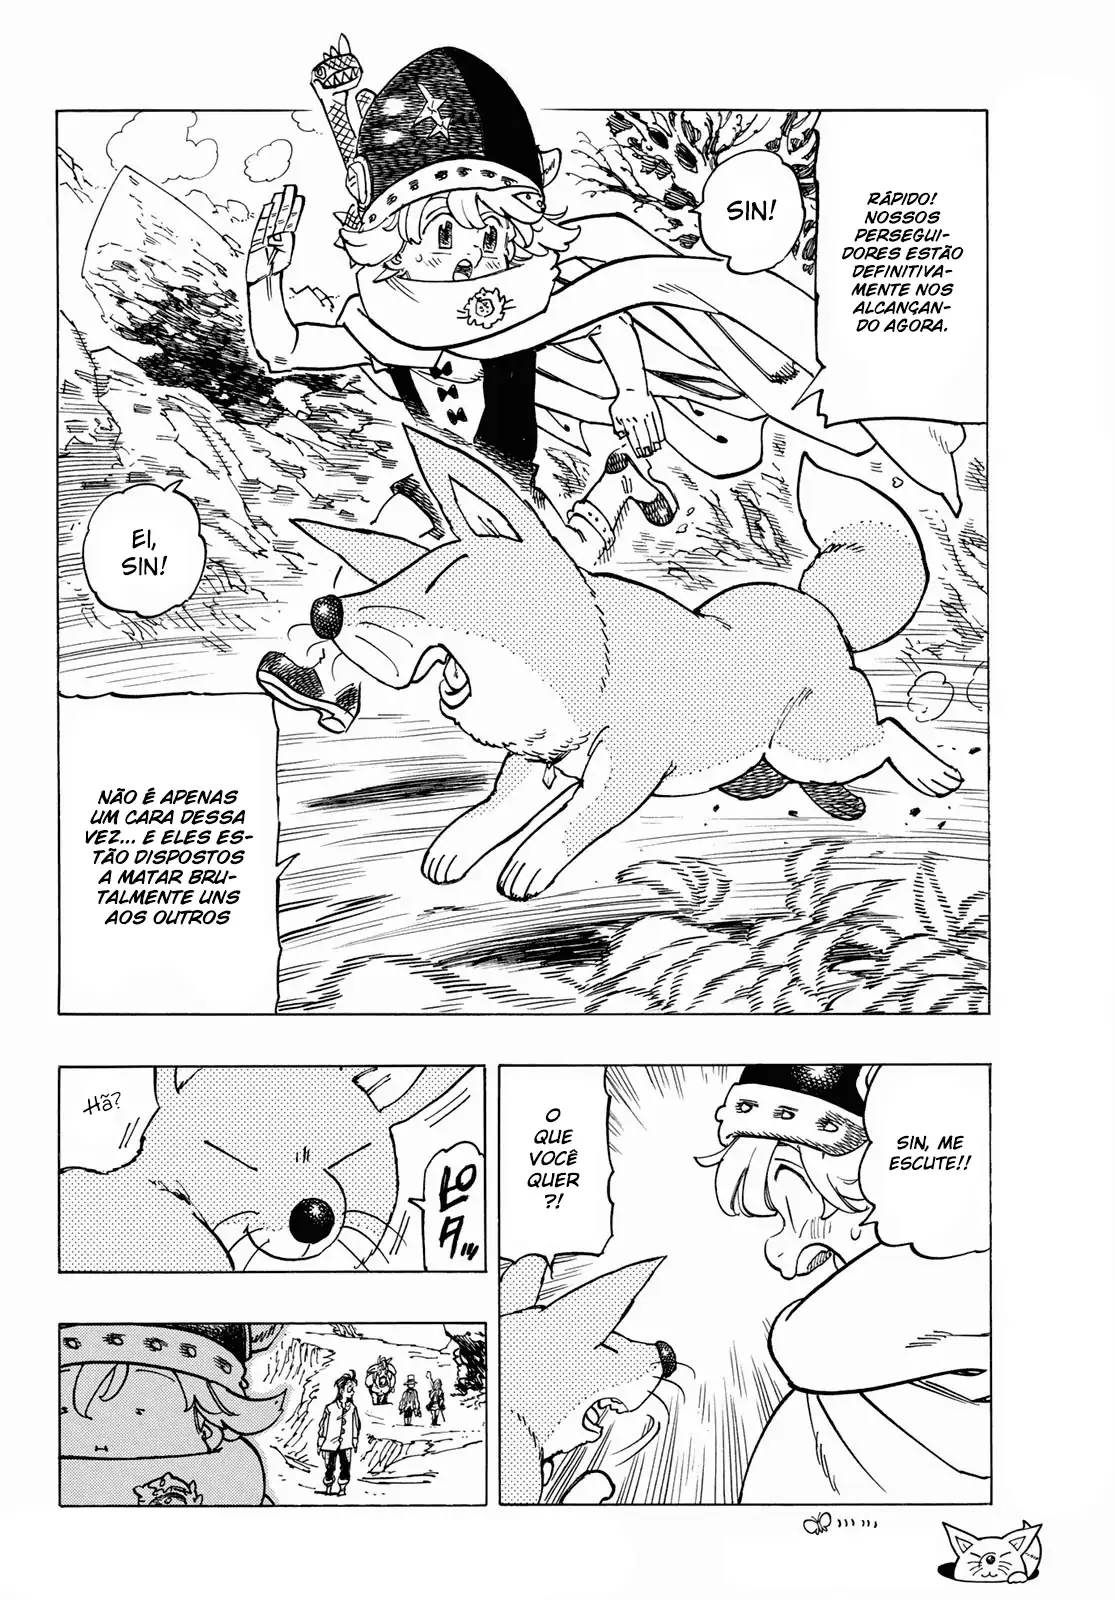 RÁPIDO!
NOSSOS
PERSEGUI-
DORES ESTÃO
DEFINITIVA-
MENTE NOS
ALCANÇAN-
DO AGORA.
SIN!
EI,
SIN!
NÃO É APENAS
UM CARA DESSA
VEZ... E ELES ES-
TÃO DISPOSTOS
A MATAR BRU-
TALMENTE UNS
AOS OUTROS
SIN, ME
ESCUTE!!
O
QUE
VOCÊ
QUER
?!
Hã?